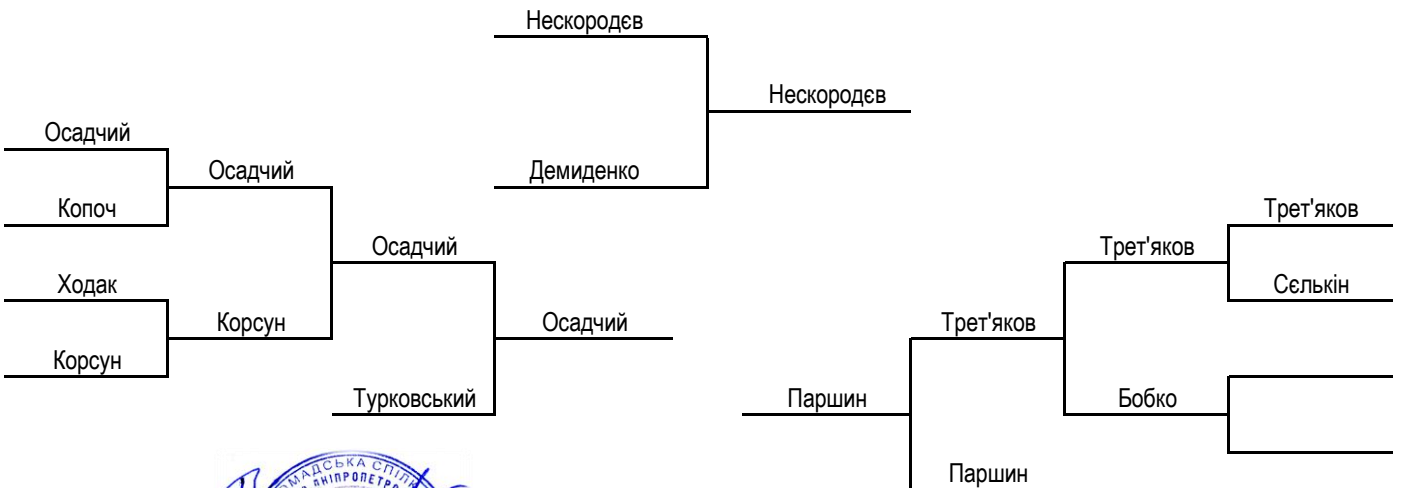 Нескородєв
Нескородєв
Осадчий
Осадчий
Демиденко
Копоч
Трет'яков
Осадчий
Трет'яков
Ходак
Сєлькін
Корсун
Осадчий
Трет'яков
Корсун
Турковський
Паршин
Бобко
Паршин